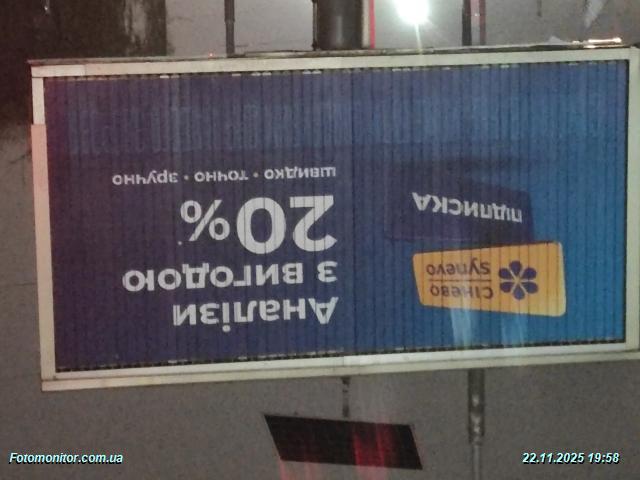 Сінево
Synevo
ПІДПИСКА
Аналізи
з вигодою
20%
швидко • точно • зручно
Fotomonitor.com.ua
22.11.2025 19:58